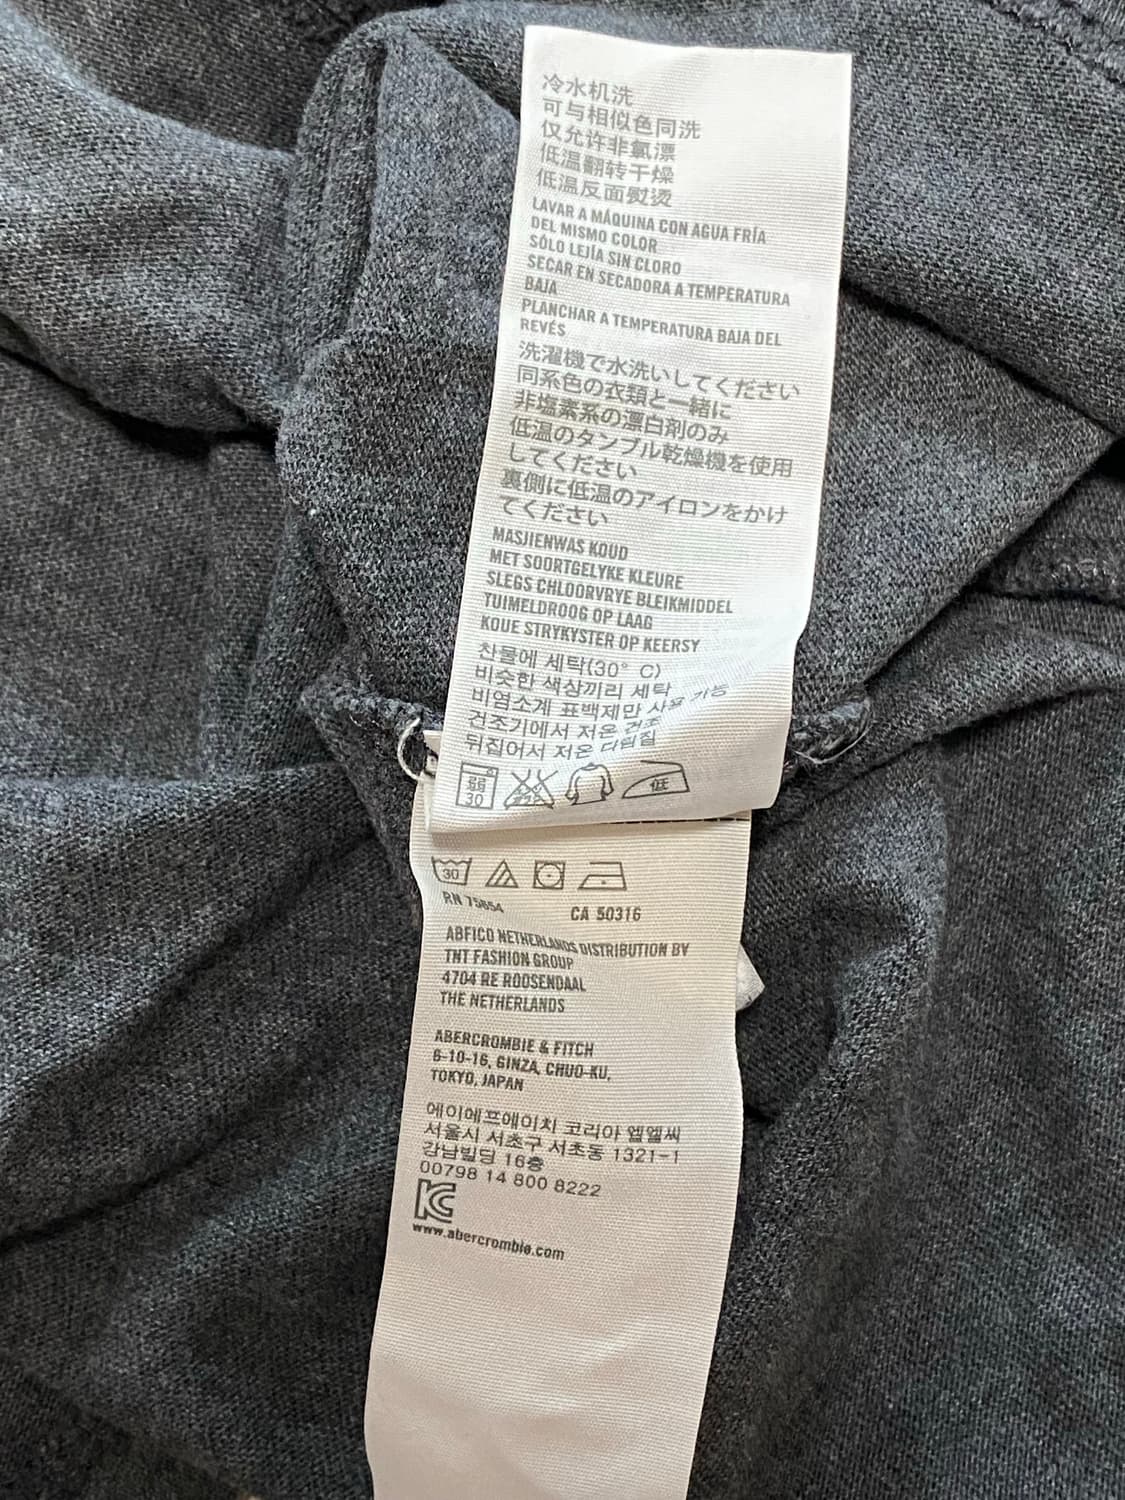 冷水机洗
可与相似色同洗
仅允许非氯漂
低温翻转干燥
低温反面熨烫
LAVAR A MÁQUINA CON AGUA FRÍA
DEL MISMO COLOR
SÓLO LEJÍA SIN CLORO
SECAR EN SECADORA A TEMPERATURA
BAJA
PLANCHAR A TEMPERATURA BAJA DEL
REVÉS
洗濯機で水洗いしてください
同系色の衣類と一緒に
非塩素系の漂白剤のみ
低温のタンブル乾燥機を使用
してください
裏側に低温のアイロンをかけ
てください
MASJIENWAS KOUD
MET SOORTGELYKE KLEURE
SLEGS CHLOORVRYE BLEIKMIDDEL
TUIMELDROOG OP LAAG
KOUE STRYKYSTER OP KEERSY
찬물에 세탁(30° C)
비슷한 색상끼리 세탁
비염소계 표백제만 사용 가능
건조기에서 저온 건조
뒤집어서 저온 다림질
弱 30 低
30
RN 75654 CA 50316
ABFICO NETHERLANDS DISTRIBUTION BY
TNT FASHION GROUP
4704 RE ROOSENDAAL
THE NETHERLANDS
ABERCROMBIE & FITCH
6-10-16, GINZA, CHUO-KU,
TOKYO, JAPAN
에이에프에이치 코리아 엘엘씨
서울시 서초구 서초동 1321-1
강남빌딩 16층
00798 14 800 8222
KC
www.abercrombie.com